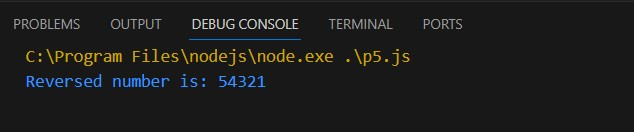 PROBLEMS OUTPUT DEBUG CONSOLE TERMINAL PORTS
C:\Program Files\nodejs\node.exe .\p5.js
Reversed number is: 54321